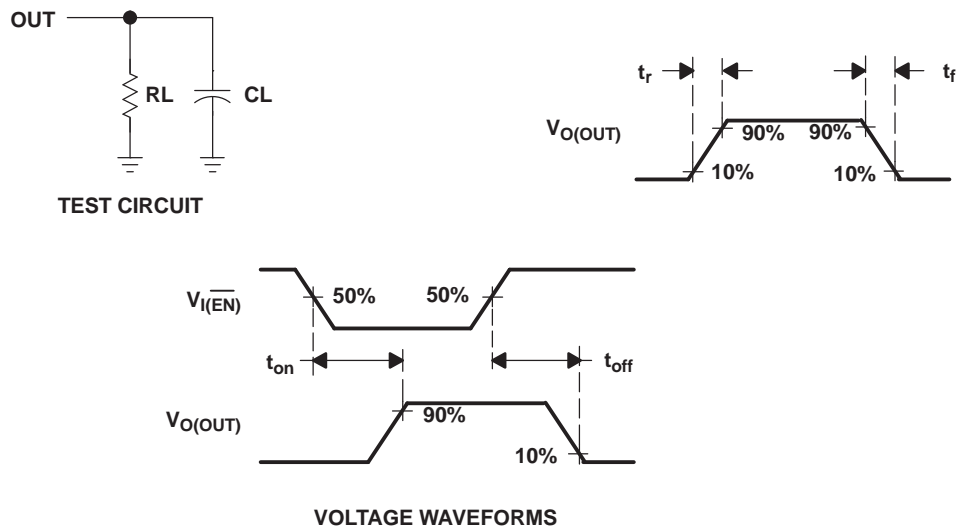 OUT
RL
CL
TEST CIRCUIT
tr
tf
VO(OUT)
90%
90%
10%
10%
VI(E̅N̅)
50%
50%
ton
toff
VO(OUT)
90%
10%
VOLTAGE WAVEFORMS